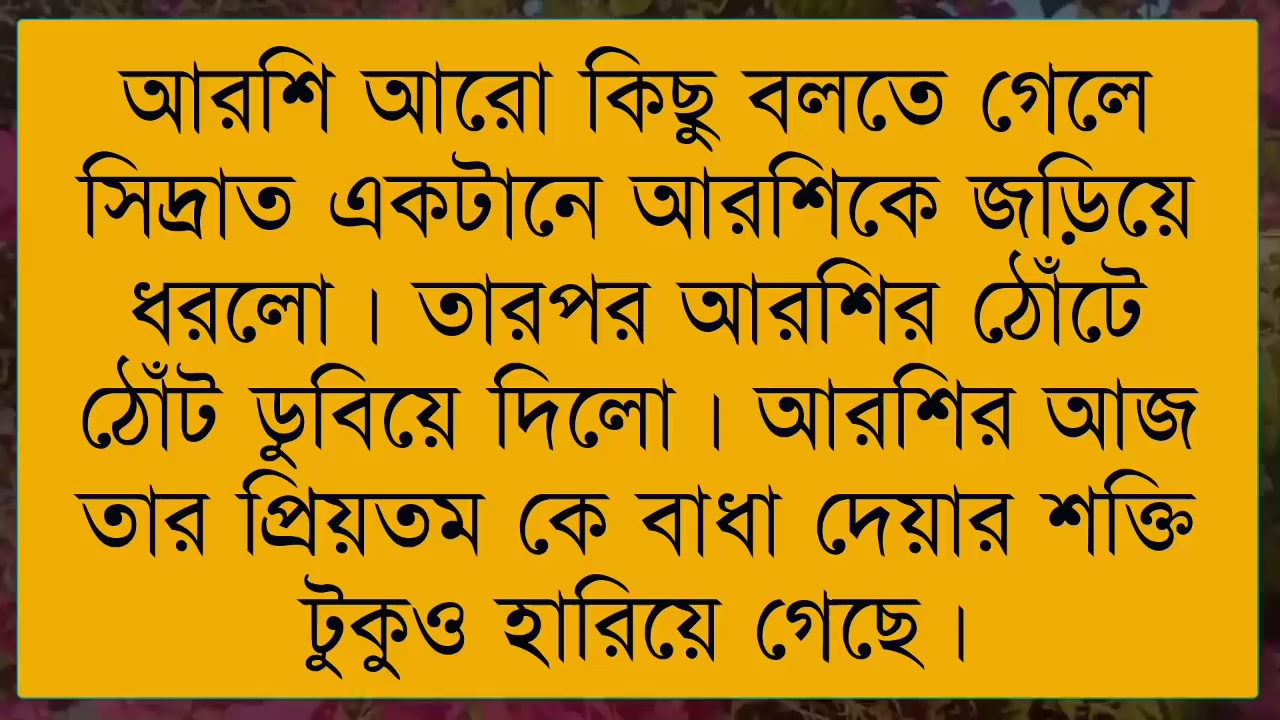 আরশি আরো কিছু বলতে গেলে
সিদ্রাত একটানে আরশিকে জড়িয়ে
ধরলো। তারপর আরশির ঠোঁটে
ঠোঁট ডুবিয়ে দিলো। আরশির আজ
তার প্রিয়তম কে বাধা দেয়ার শক্তি
টুকুও হারিয়ে গেছে।